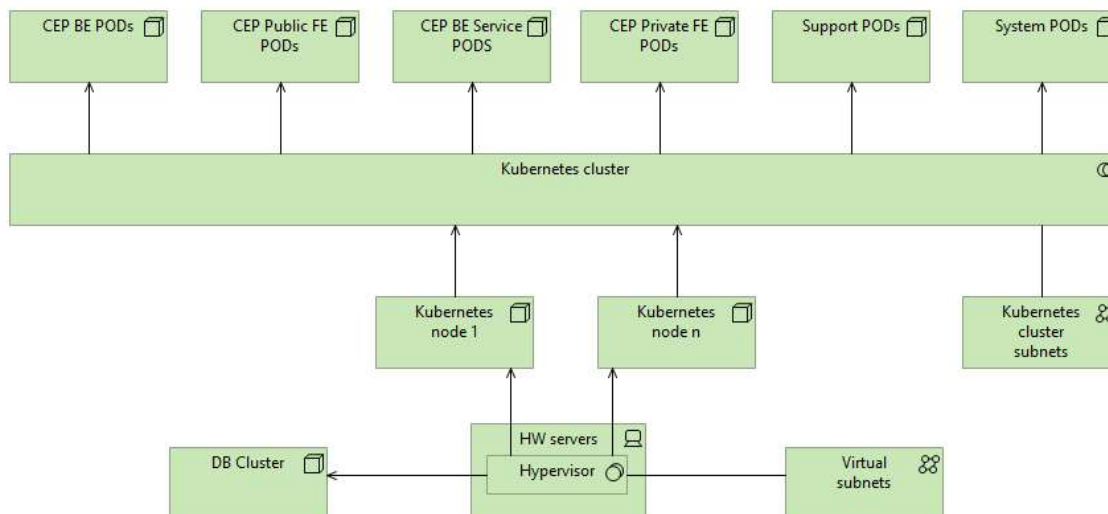 CEP BE PODs
CEP Public FE
PODs
CEP BE Service
PODS
CEP Private FE
PODs
Support PODs
System PODs
Kubernetes cluster
Kubernetes
node 1
Kubernetes
node n
Kubernetes
cluster
subnets
HW servers
DB Cluster
Hypervisor
Virtual
subnets